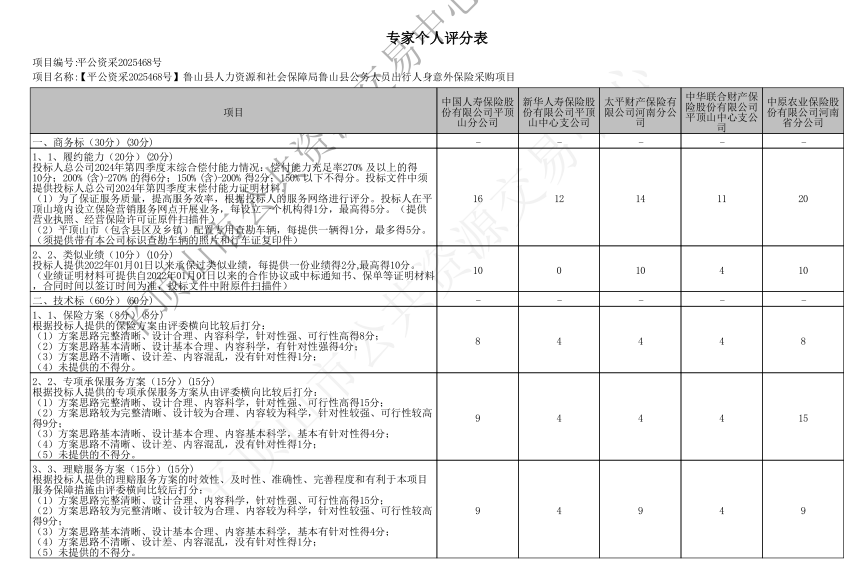 专家个人评分表
项目编号:平公资采2025468号
项目名称:【平公资采2025468号】鲁山县人力资源和社会保障局鲁山县公务人员出行人身意外保险采购项目
项目
中国人寿保险股
份有限公司平顶
山分公司
新华人寿保险股
份有限公司平顶
山中心支公司
太平财产保险有
限公司河南分公
司
中华联合财产保
险股份有限公司
平顶山中心支公
司
中原农业保险股
份有限公司河南
省分公司
一、商务标（30分）(30分)
–
–
–
–
1、1、履约能力（20分）(20分)
投标人总公司2024年第四季度末综合偿付能力情况：偿付能力充足率270% 及以上的得
10分；200% (含)-270% 的得6分；150% (含)-200% 得2分；150% 以下不得分。投标文件中须
提供投标人总公司2024年第四季度末偿付能力证明材料。
（1）为了保证服务质量，提高服务效率，根据投标人的服务网络进行评分。投标人在平
顶山境内设立保险营销服务网点开展业务，每设立一个机构得1分，最高得5分。（提供
营业执照、经营保险许可证原件扫描件）
（2）平顶山市（包含县区及乡镇）配置专用查勘车辆，每提供一辆得1分，最多得5分。
（须提供带有本公司标识查勘车辆的照片和行车证复印件）
16
12
14
11
20
2、2、类似业绩（10分）(10分)
投标人提供2022年01月01日以来承保过类似业绩，每提供一份业绩得2分,最高得10分。
（业绩证明材料可提供自2022年01月01日以来的合作协议或中标通知书、保单等证明材料
，合同时间以签订时间为准，投标文件中附原件扫描件）
10
0
10
4
10
二、技术标（60分）(60分)
–
–
–
–
–
1、1、保险方案（8分）(8分)
根据投标人提供的保险方案由评委横向比较后打分：
（1）方案思路完整清晰、设计合理、内容科学，针对性强、可行性高得8分；
（2）方案思路基本清晰、设计基本合理、内容科学，有针对性强得4分；
（3）方案思路不清晰、设计差、内容混乱，没有针对性得1分；
（4）未提供的不得分。
8
4
4
4
8
2、2、专项承保服务方案（15分）(15分)
根据投标人提供的专项承保服务方案从由评委横向比较后打分：
（1）方案思路完整清晰、设计合理、内容科学，针对性强、可行性高得15分；
（2）方案思路较为完整清晰、设计较为合理、内容较为科学，针对性较强、可行性较高
得9分；
（3）方案思路基本清晰、设计基本合理、内容基本科学，基本有针对性得4分；
（4）方案思路不清晰、设计差、内容混乱，没有针对性得1分；
（5）未提供的不得分。
9
4
4
4
15
3、3、理赔服务方案（15分）(15分)
根据投标人提供的理赔服务方案的时效性、及时性、准确性、完善程度和有利于本项目
服务保障措施由评委横向比较后打分；
（1）方案思路完整清晰、设计合理、内容科学，针对性强、可行性高得15分；
（2）方案思路较为完整清晰、设计较为合理、内容较为科学，针对性较强、可行性较高
得9分；
（3）方案思路基本清晰、设计基本合理、内容基本科学，基本有针对性得4分；
（4）方案思路不清晰、设计差、内容混乱，没有针对性得1分；
（5）未提供的不得分。
9
4
9
4
9